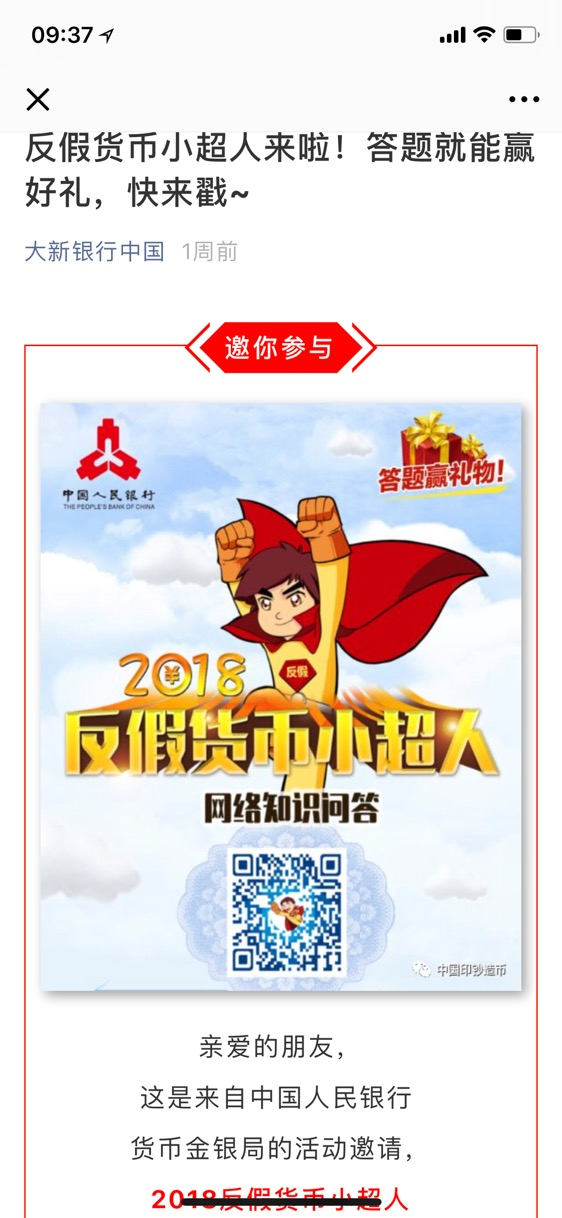 09:37
反假货币小超人来啦！答题就能赢
好礼，快来戳~
大新银行中国 1周前
邀你参与
中国人民银行
THE PEOPLE'S BANK OF CHINA
答题赢礼物!
反假
2018
反假货币小超人
网络知识问答
中国印钞造币
亲爱的朋友，
这是来自中国人民银行
货币金银局的活动邀请，
2018反假货币小超人